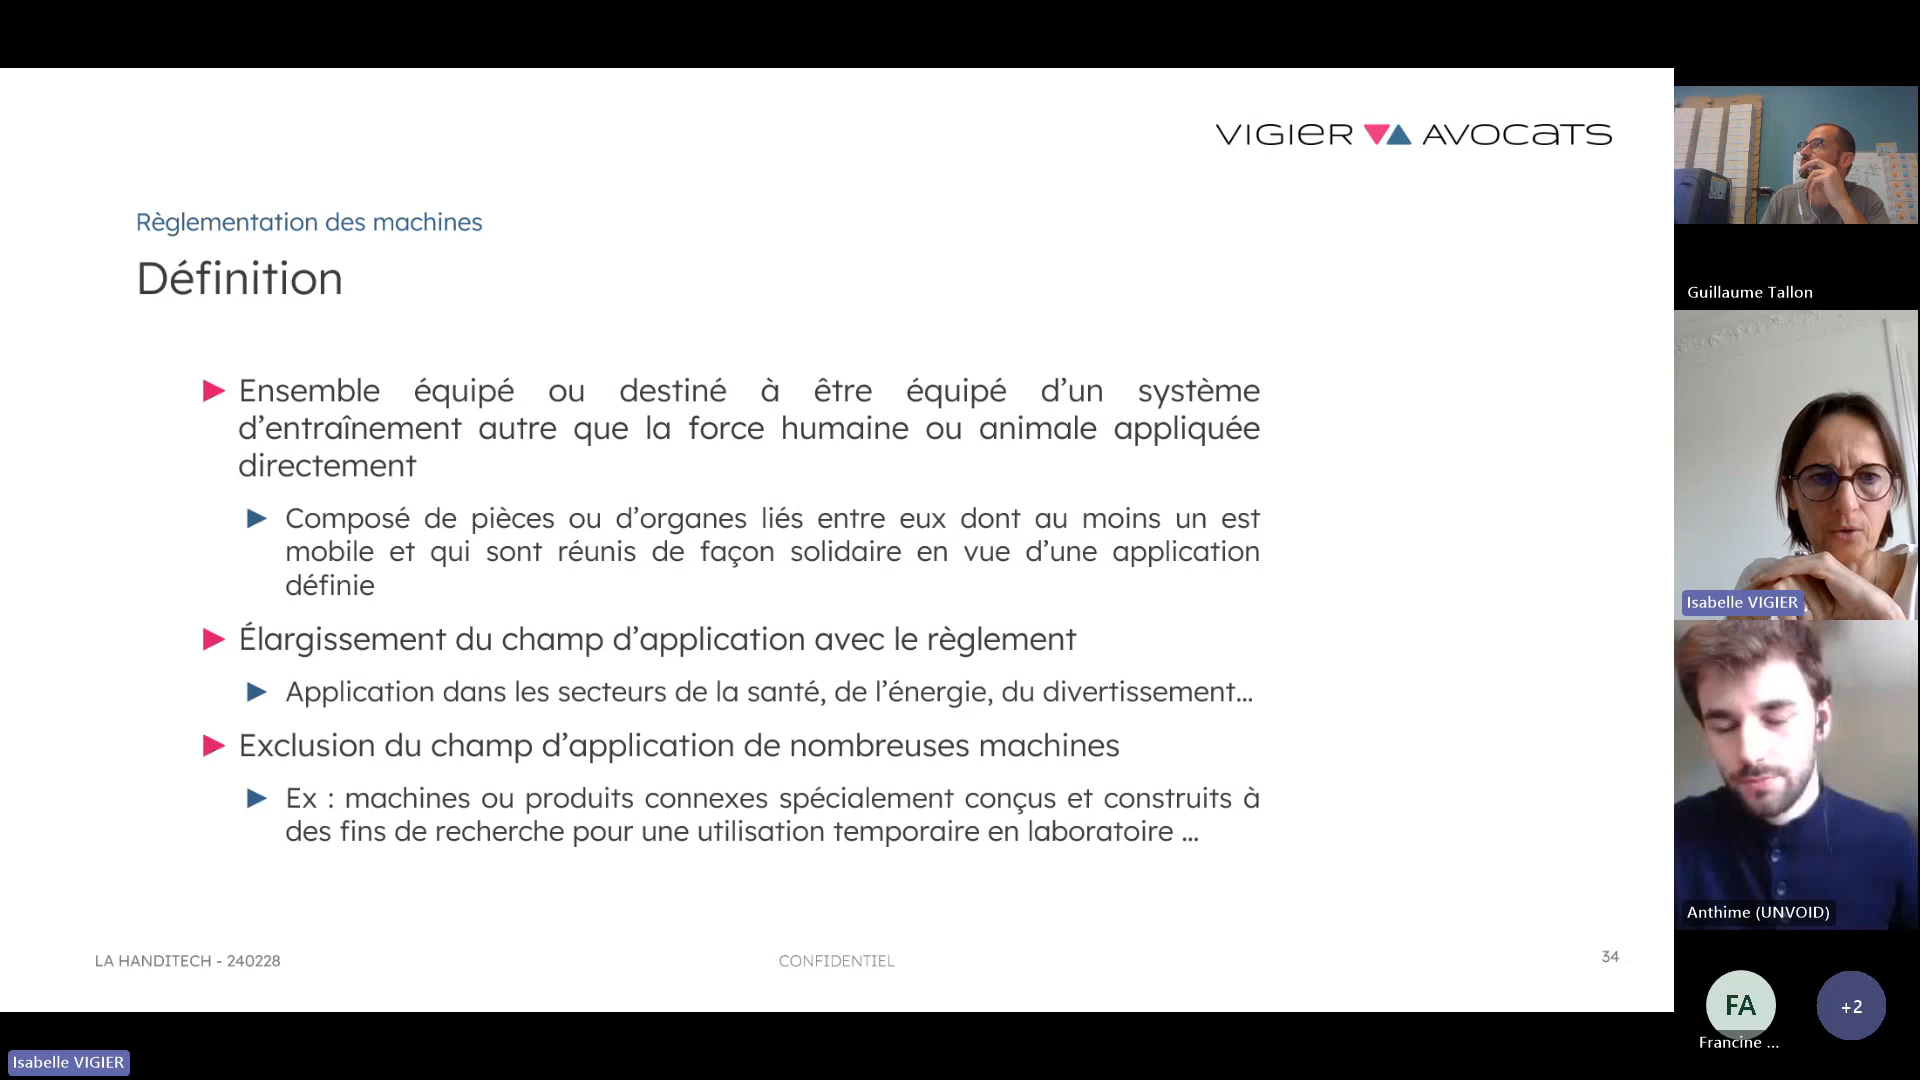 VIGIER AVOCATS
Règlementation des machines
Définition
Ensemble équipé ou destiné à être équipé d’un système
d’entraînement autre que la force humaine ou animale appliquée
directement
Composé de pièces ou d’organes liés entre eux dont au moins un est
mobile et qui sont réunis de façon solidaire en vue d’une application
définie
Élargissement du champ d’application avec le règlement
Application dans les secteurs de la santé, de l’énergie, du divertissement...
Exclusion du champ d’application de nombreuses machines
Ex : machines ou produits connexes spécialement conçus et construits à
des fins de recherche pour une utilisation temporaire en laboratoire ...
LA HANDITECH - 240228
CONFIDENTIEL
34
Guillaume Tallon
Isabelle VIGIER
Anthime (UNVOID)
FA
+2
Francine ...
Isabelle VIGIER